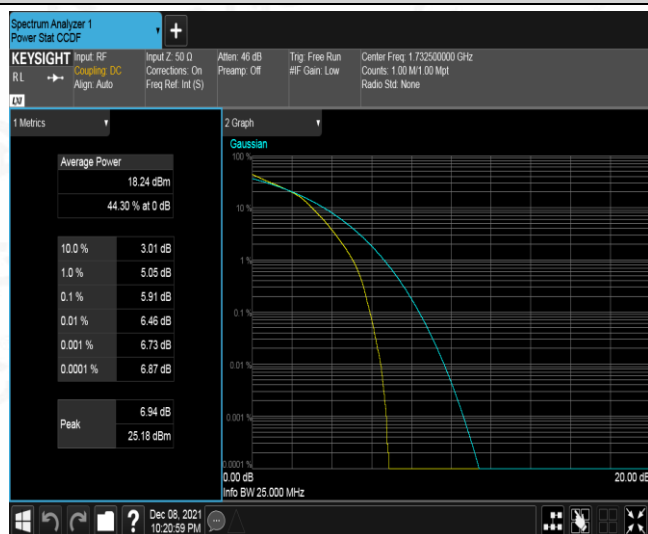 Spectrum Analyzer 1
Power Stat CCDF
+
KEYSIGHT
RL
LXI
Input: RF
Coupling: DC
Align: Auto
Input Z: 50 Ω
Corrections: On
Freq Ref: Int (S)
Atten: 46 dB
Preamp: Off
Trig: Free Run
#IF Gain: Low
Center Freq: 1.732500000 GHz
Counts: 1.00 M/1.00 Mpt
Radio Std: None
1 Metrics
Average Power
18.24 dBm
44.30 % at 0 dB
10.0 % 3.01 dB
1.0 % 5.05 dB
0.1 % 5.91 dB
0.01 % 6.46 dB
0.001 % 6.73 dB
0.0001 % 6.87 dB
Peak
6.94 dB
25.18 dBm
2 Graph
Gaussian
100 %
10 %
1 %
0.1 %
0.01 %
0.001 %
0.0001 %
0.00 dB
20.00 dB
Info BW 25.000 MHz
?
Dec 08, 2021
10:20:59 PM